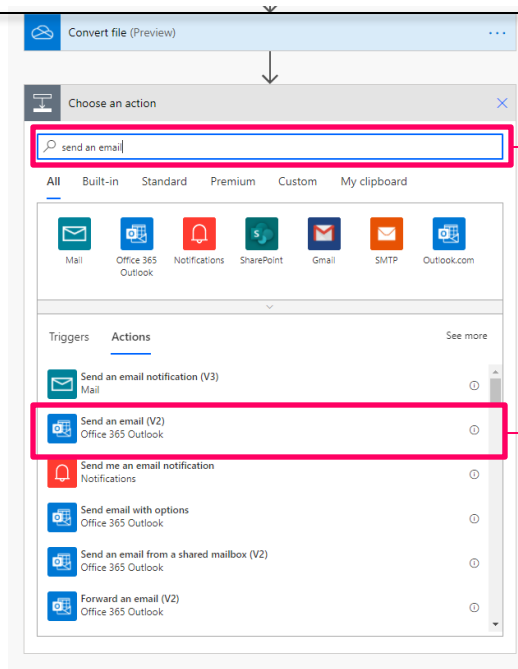 Convert file (Preview)
Choose an action
send an email
All Built-in Standard Premium Custom My clipboard
Mail Office 365 Outlook Notifications SharePoint Gmail SMTP Outlook.com
Triggers Actions See more
Send an email notification (V3)
Mail
Send an email (V2)
Office 365 Outlook
Send me an email notification
Notifications
Send email with options
Office 365 Outlook
Send an email from a shared mailbox (V2)
Office 365 Outlook
Forward an email (V2)
Office 365 Outlook